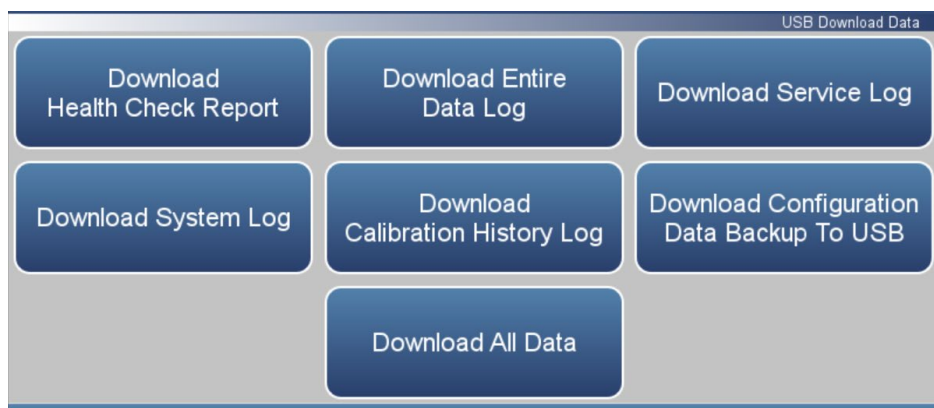 USB Download Data
Download
Health Check Report
Download Entire
Data Log
Download Service Log
Download System Log
Download
Calibration History Log
Download Configuration
Data Backup To USB
Download All Data